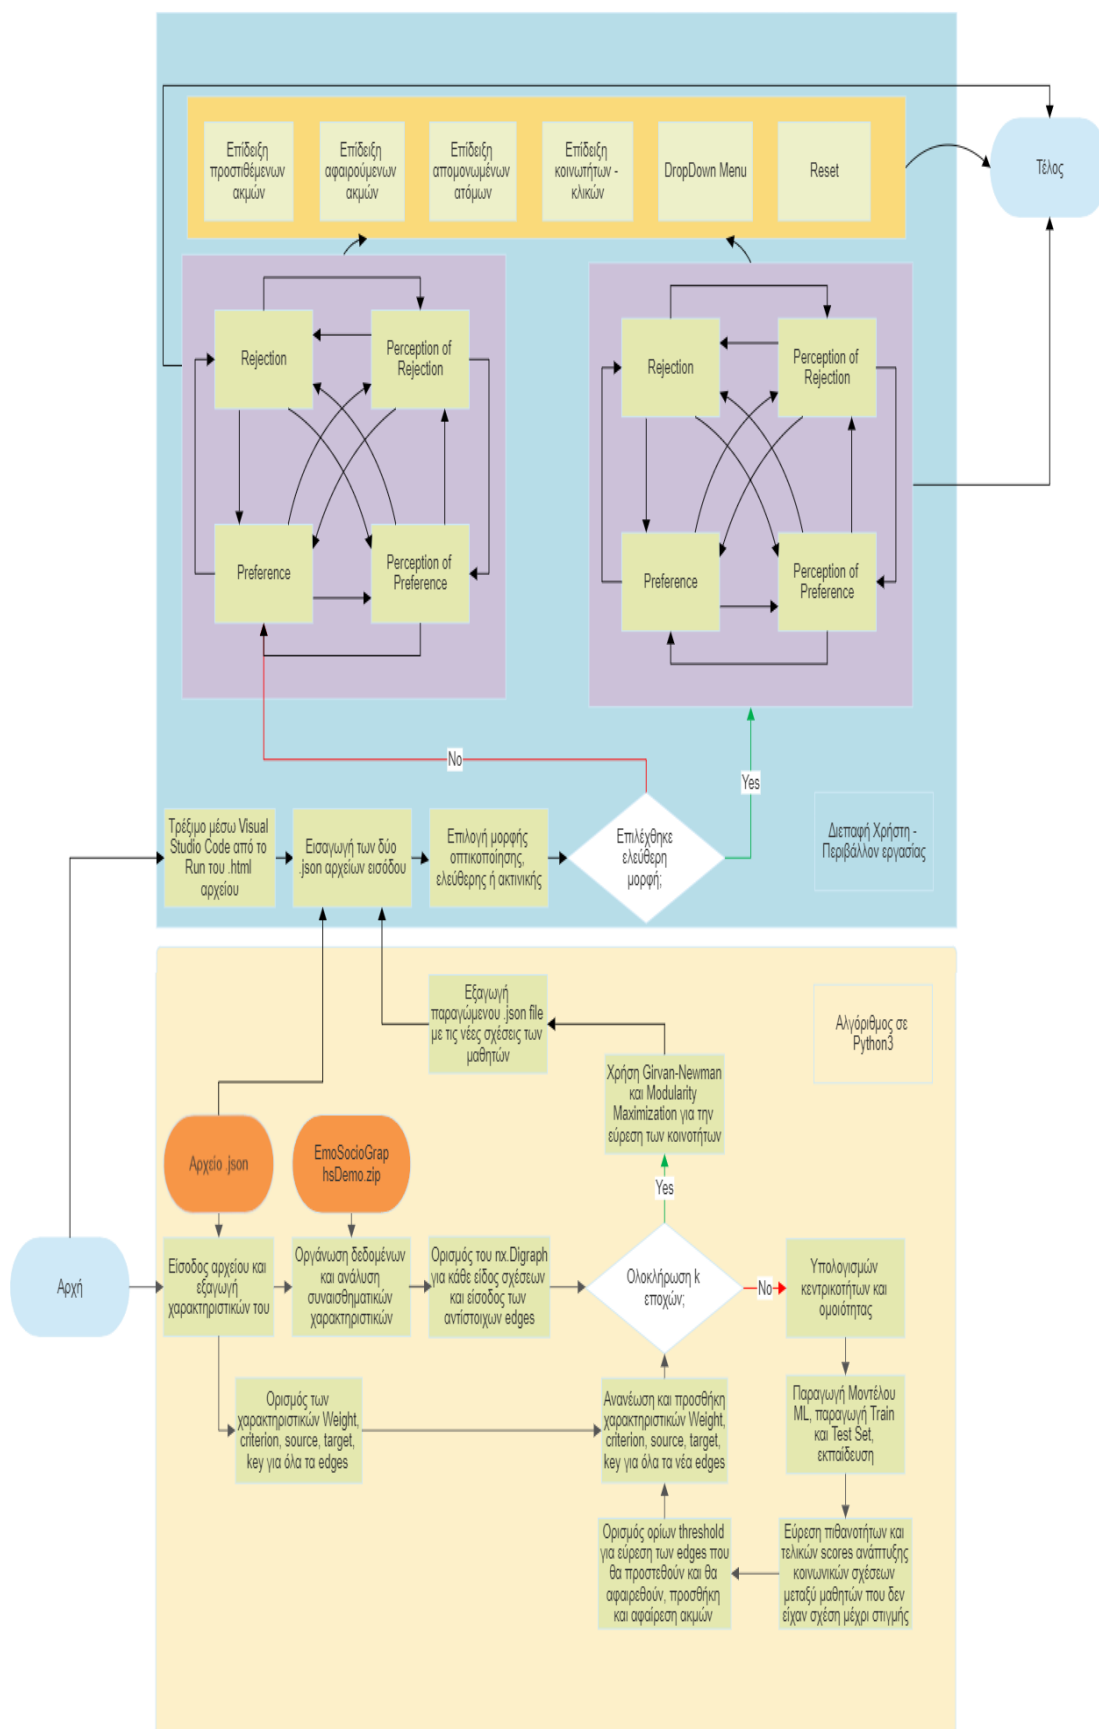 Επίδειξη
προστιθέμενων
ακμών
Επίδειξη
αφαιρούμενων
ακμών
Επίδειξη
απομονωμένων
ατόμων
Επίδειξη
κοινωτήτων -
κλικών
DropDown Menu
Reset
Τέλος
Rejection
Perception of
Rejection
Preference
Perception of
Preference
Rejection
Perception of
Rejection
Preference
Perception of
Preference
No
Yes
Τρέξιμο μέσω Visual
Studio Code από το
Run του .html
αρχείου
Εισαγωγή των δύο
.json αρχείων εισόδου
Επιλογή μορφής
οπτικοποίησης,
ελεύθερης ή ακτινικής
Επιλέχθηκε
ελεύθερη
μορφή;
Διεπαφή Χρήστη -
Περιβάλλον εργασίας
Εξαγωγή
παραγώμενου .json file
με τις νέες σχέσεις των
μαθητών
Αλγόριθμος σε
Python3
Χρήση Girvan-Newman
και Modularity
Maximization για την
εύρεση των κοινοτήτων
Αρχείο .json
EmoSocioGrap
hsDemo.zip
Yes
Αρχή
Είσοδος αρχείου και
εξαγωγή
χαρακτηριστικών του
Οργάνωση δεδομένων
και ανάλυση
συναισθηματικών
χαρακτηριστικών
Ορισμός του nx.Digraph
για κάθε είδος σχέσεων
και είσοδος των
αντίστοιχων edges
Ολοκλήρωση k
εποχών;
No
Υπολογισμών
κεντρικοτήτων και
ομοιότητας
Ορισμός των
χαρακτηριστικών Weight,
criterion, source, target,
key για όλα τα edges
Ανανέωση και προσθήκη
χαρακτηριστικών Weight,
criterion, source, target,
key για όλα τα νέα edges
Παραγωγή Μοντέλου
ML, παραγωγή Train
και Test Set,
εκπαίδευση
Ορισμός ορίων threshold
για εύρεση των edges που
θα προστεθούν και θα
αφαιρεθούν, προσθήκη
και αφαίρεση ακμών
Εύρεση πιθανοτήτων και
τελικών scores ανάπτυξης
κοινωνικών σχέσεων
μεταξύ μαθητών που δεν
είχαν σχέση μέχρι στιγμής